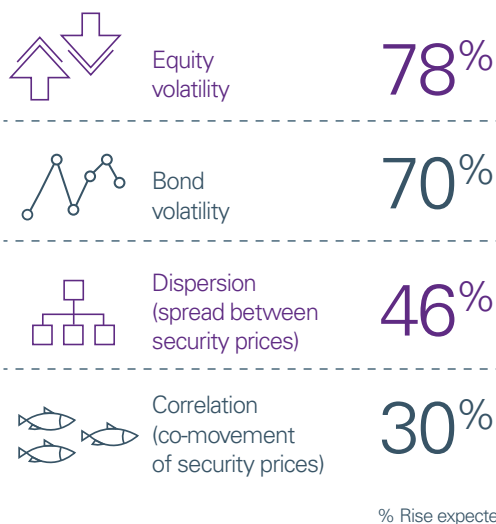 Equity
volatility
78%
Bond
volatility
70%
Dispersion
(spread between
security prices)
46%
Correlation
(co-movement
of security prices)
30%
% Rise expecte